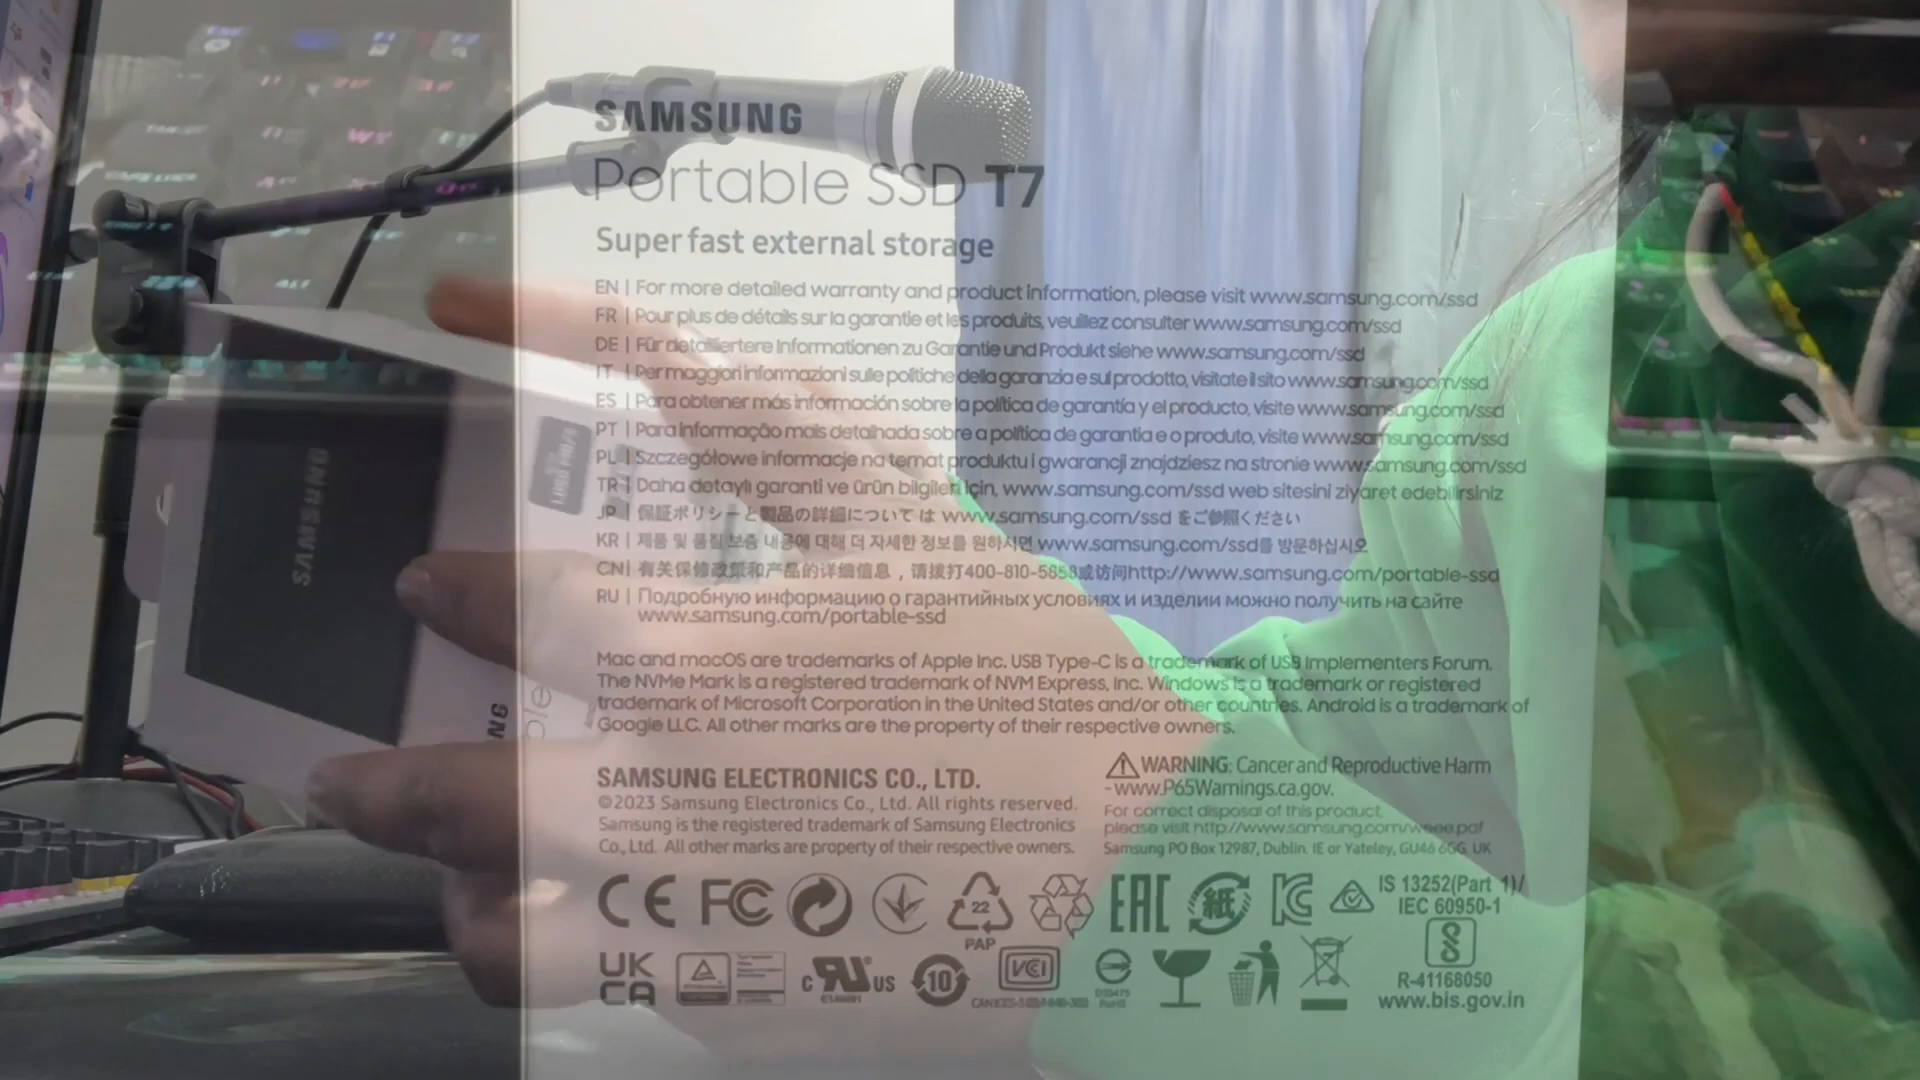 SAMSUNG
Portable SSD T7
Super fast external storage
EN | For more detailed warranty and product information, please visit www.samsung.com/ssd
FR | Pour plus de détails sur la garantie et les produits, veuillez consulter www.samsung.com/ssd
DE | Für detailliertere Informationen zu Garantie und Produkt siehe www.samsung.com/ssd
IT | Per maggiori informazioni sulle politiche della garanzia e sul prodotto, visitate il sito www.samsung.com/ssd
ES | Para obtener más información sobre la política de garantía y el producto, visite www.samsung.com/ssd
PT | Para informação mais detalhada sobre a política de garantia e o produto, visite www.samsung.com/ssd
PL | Szczegółowe informacje na temat produktu i gwarancji znajdziesz na stronie www.samsung.com/ssd
TR | Daha detaylı garanti ve ürün bilgileri için, www.samsung.com/ssd web sitesini ziyaret edebilirsiniz
JP | 保証ポリシーと製品の詳細については www.samsung.com/ssd をご参照ください
KR | 제품 및 품질 보증 내용에 대해 더 자세한 정보를 원하시면 www.samsung.com/ssd를 방문하십시오
CN | 有关保修政策和产品的详细信息，请拨打400-810-5858或访问http://www.samsung.com/portable-ssd
RU | Подробную информацию о гарантийных условиях и изделии можно получить на сайте
www.samsung.com/portable-ssd
Mac and macOS are trademarks of Apple Inc. USB Type-C is a trademark of USB Implementers Forum.
The NVMe Mark is a registered trademark of NVM Express, Inc. Windows is a trademark or registered
trademark of Microsoft Corporation in the United States and/or other countries. Android is a trademark of
Google LLC. All other marks are the property of their respective owners.
SAMSUNG ELECTRONICS CO., LTD.
©2023 Samsung Electronics Co., Ltd. All rights reserved.
Samsung is the registered trademark of Samsung Electronics
Co., Ltd. All other marks are property of their respective owners.
WARNING: Cancer and Reproductive Harm
- www.P65Warnings.ca.gov.
For correct disposal of this product,
please visit http://www.samsung.com/weee.pdf
Samsung PO Box 12987, Dublin. IE or Yateley, GU46 6GG. UK
CE FC 22 PAP EAC 紙 KC
IS 13252(Part 1)/
IEC 60950-1
UK
CA
c RU US 10 VCI
R-41168050
www.bis.gov.in
SAMSUNG